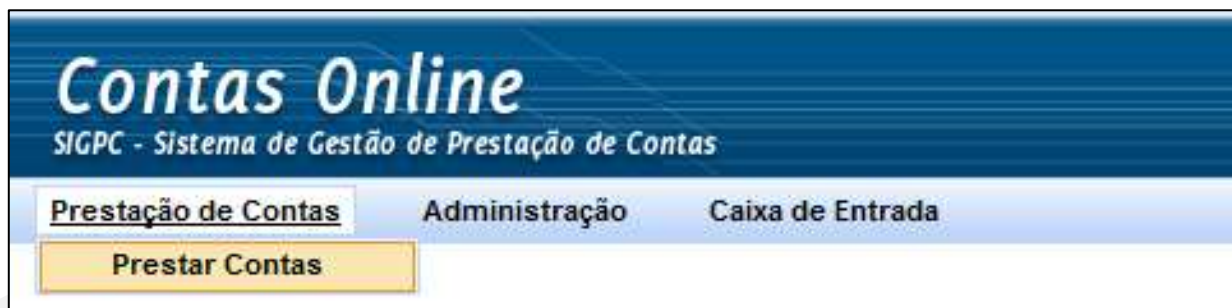 Contas Online
SIGPC - Sistema de Gestão de Prestação de Contas
Prestação de Contas Administração Caixa de Entrada
Prestar Contas